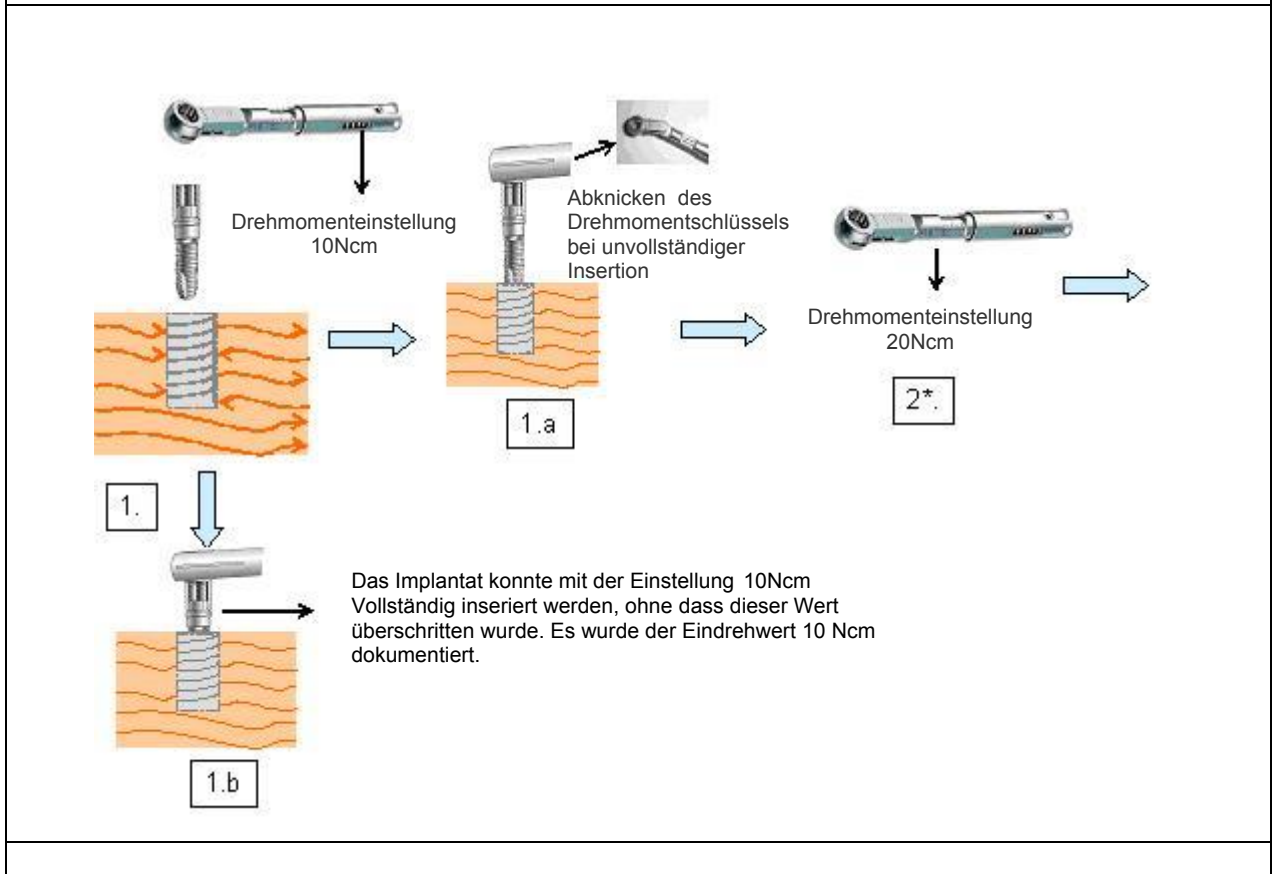 Drehmomenteinstellung
10Ncm
Abknicken des
Drehmomentschlüssels
bei unvollständiger
Insertion
Drehmomenteinstellung
20Ncm
1.a
2*.
1.
Das Implantat konnte mit der Einstellung 10Ncm
Vollständig inseriert werden, ohne dass dieser Wert
überschritten wurde. Es wurde der Eindrehwert 10 Ncm
dokumentiert.
1.b